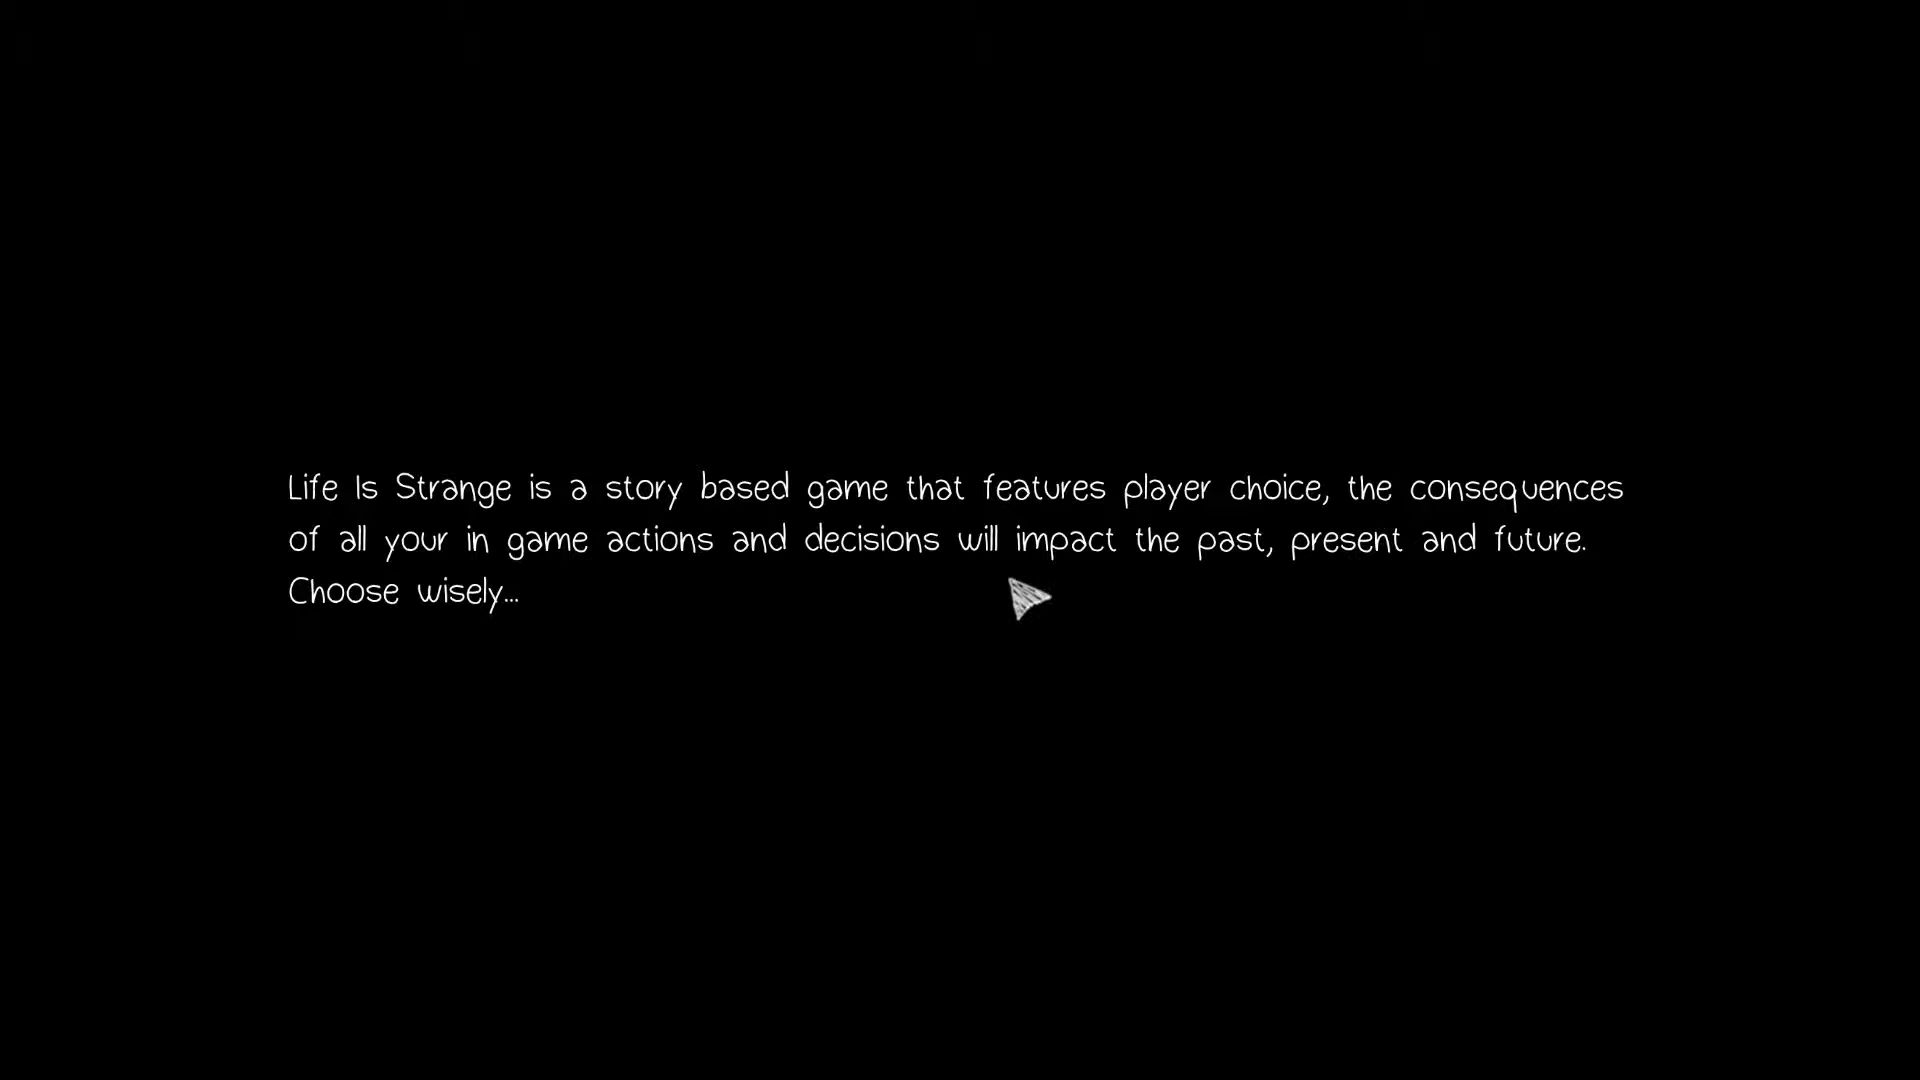 Life Is Strange is a story based game that features player choice, the consequences
of all your in game actions and decisions will impact the past, present and future.
Choose wisely...